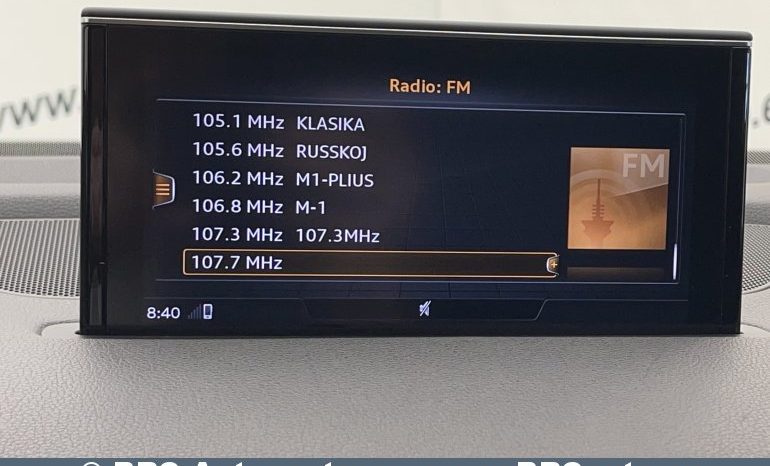 www.
Radio: FM
105.1 MHz KLASIKA
105.6 MHz RUSSKOJ
106.2 MHz M1-PLIUS
106.8 MHz M-1
107.3 MHz 107.3MHz
107.7 MHz
FM
8:40